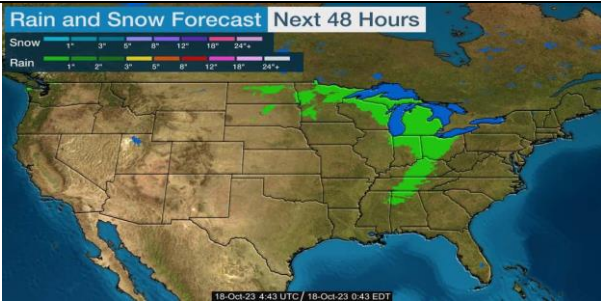 Rain and Snow Forecast Next 48 Hours
Snow 1" 3" 5" 8" 12" 18" 24"+
Rain 1" 2" 3" 5" 8" 12" 18" 24"+
18-Oct-23 4:43 UTC / 18-Oct-23 0:43 EDT